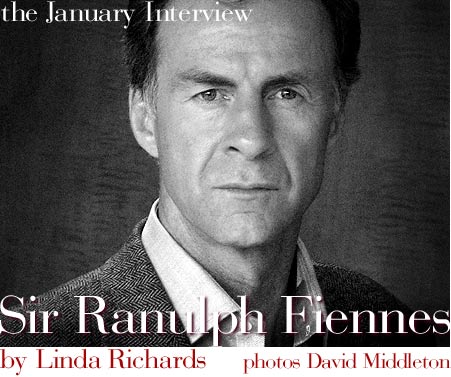 the January Interview
Sir Ranulph Fiennes
by Linda Richards photos David Middleton